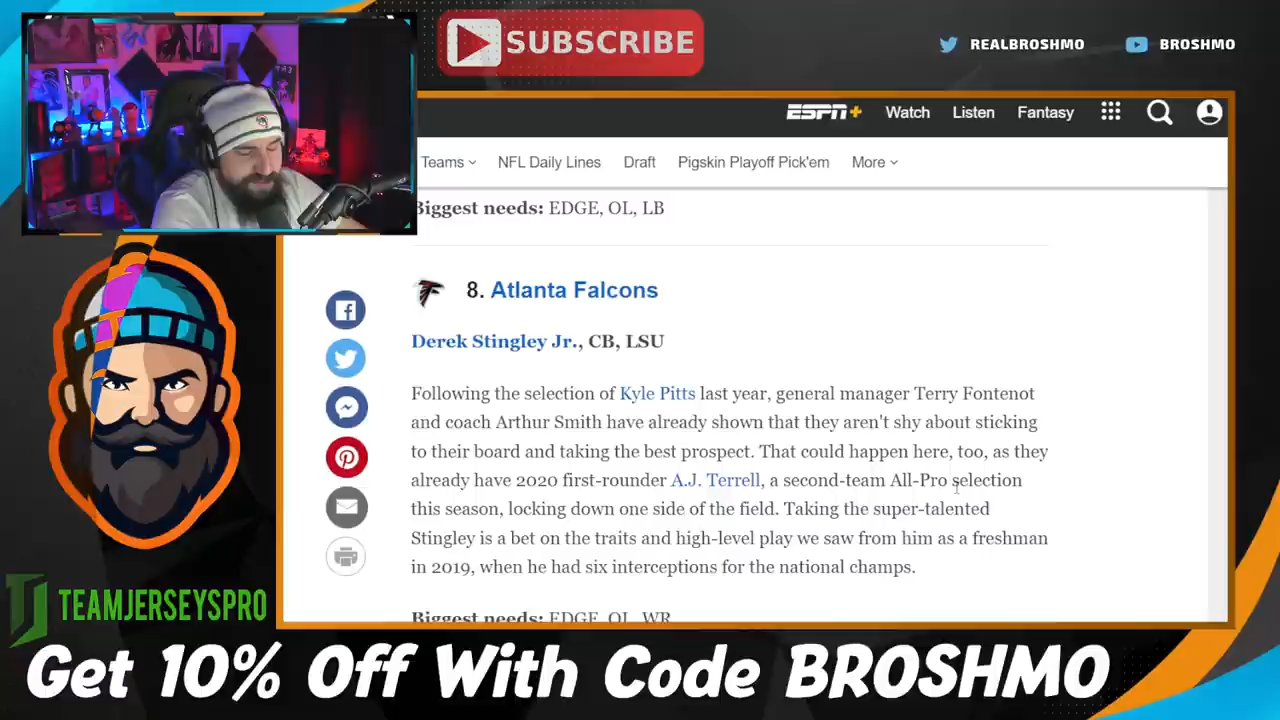 SUBSCRIBE
REALBROSHMO
BROSHMO
ESPN+
Watch
Listen
Fantasy
Teams
NFL Daily Lines
Draft
Pigskin Playoff Pick'em
More
Biggest needs: EDGE, OL, LB
8. Atlanta Falcons
Derek Stingley Jr., CB, LSU
Following the selection of Kyle Pitts last year, general manager Terry Fontenot
and coach Arthur Smith have already shown that they aren't shy about sticking
to their board and taking the best prospect. That could happen here, too, as they
already have 2020 first-rounder A.J. Terrell, a second-team All-Pro selection
this season, locking down one side of the field. Taking the super-talented
Stingley is a bet on the traits and high-level play we saw from him as a freshman
in 2019, when he had six interceptions for the national champs.
Biggest needs: EDGE, OL, WR
TJ TEAMJERSEYSPRO
Get 10% Off With Code BROSHMO